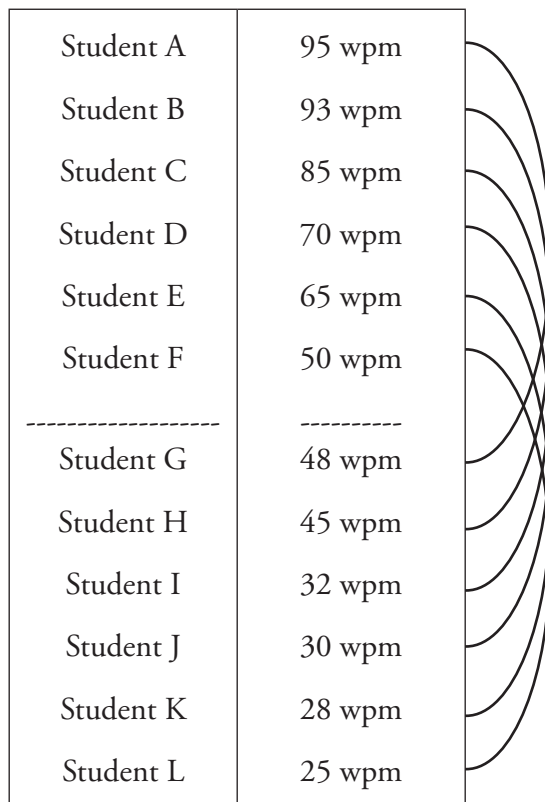 Student A 95 wpm
Student B 93 wpm
Student C 85 wpm
Student D 70 wpm
Student E 65 wpm
Student F 50 wpm
Student G 48 wpm
Student H 45 wpm
Student I 32 wpm
Student J 30 wpm
Student K 28 wpm
Student L 25 wpm